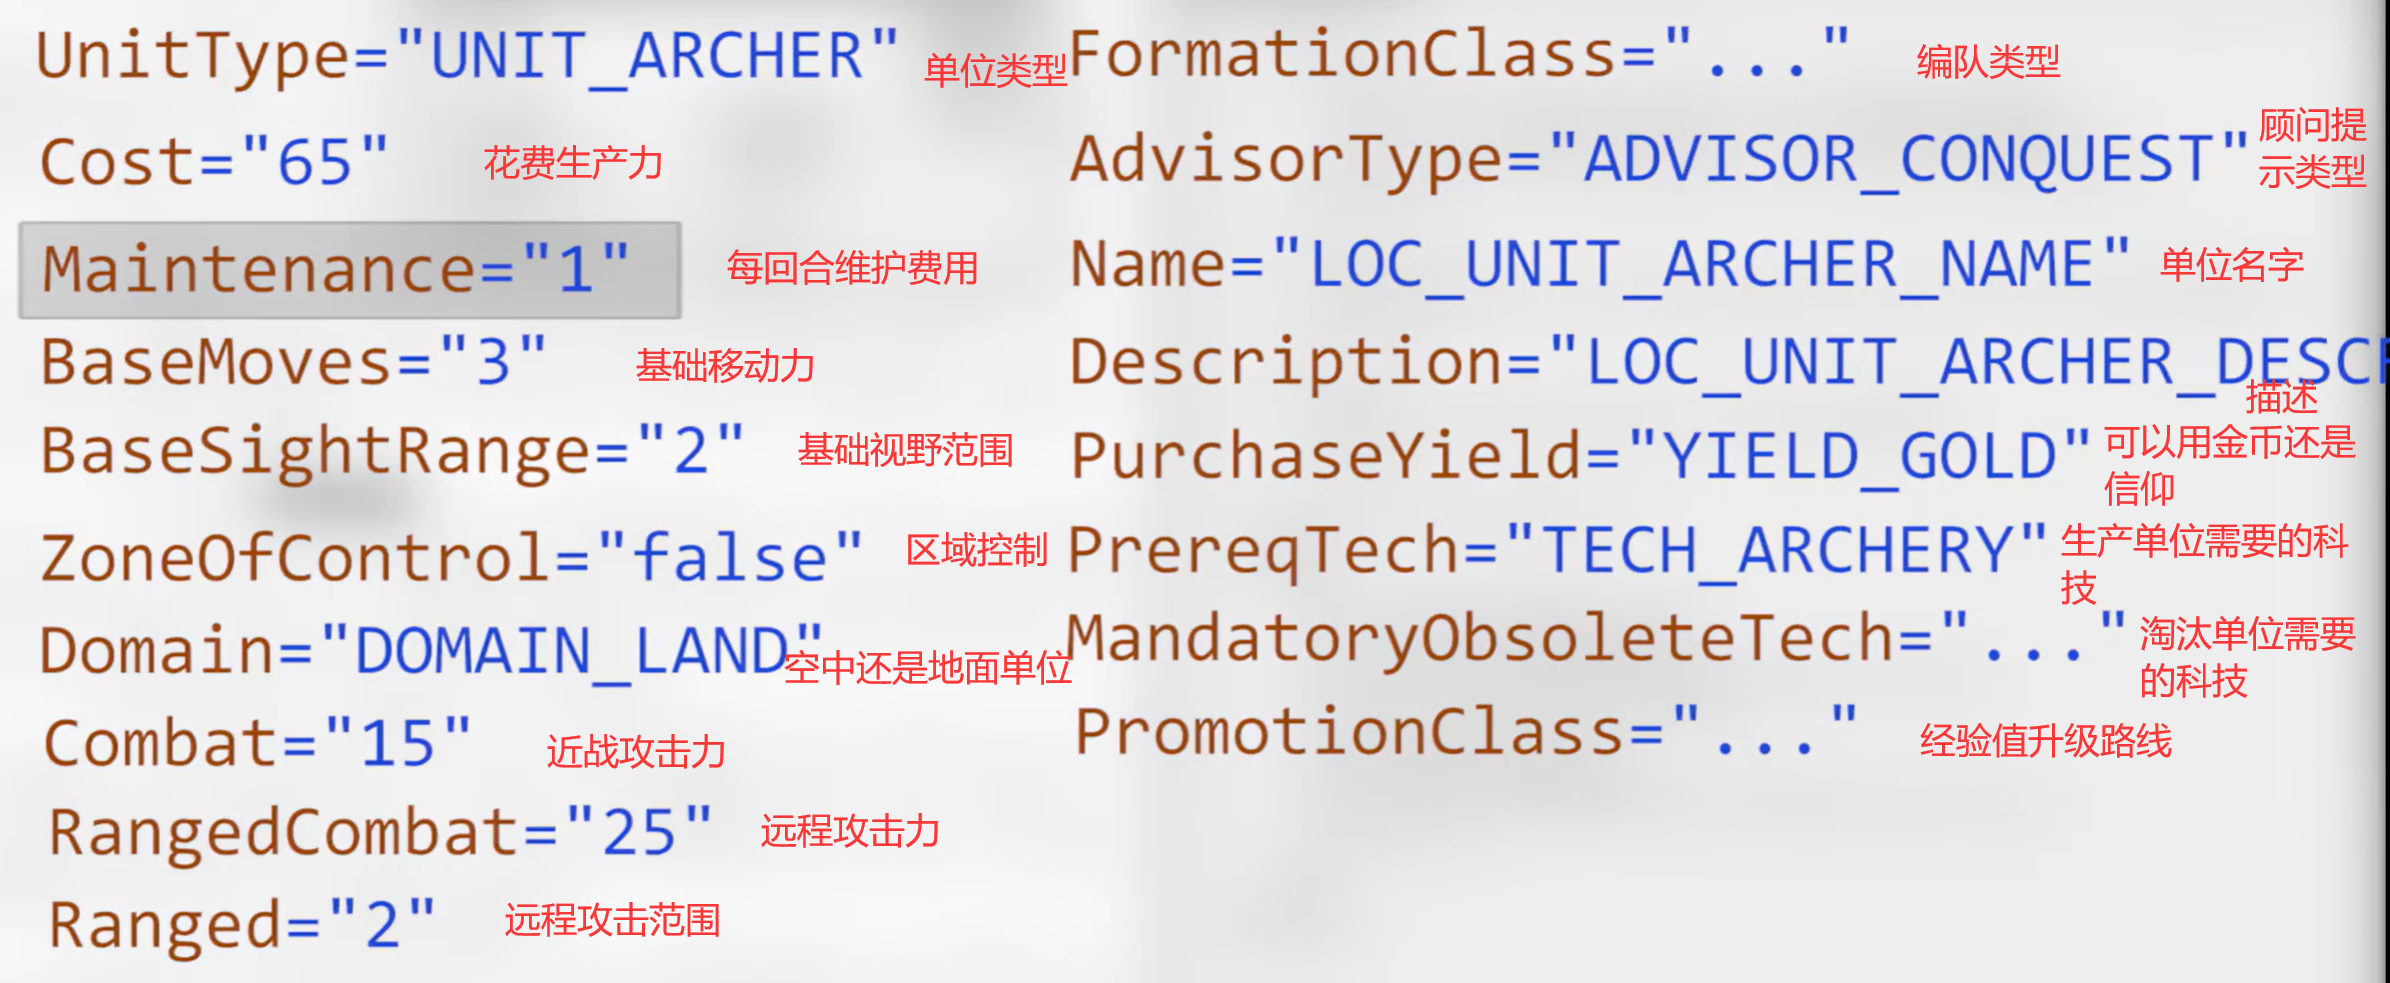 UnitType="UNIT_ARCHER" 单位类型
Cost="65" 花费生产力
Maintenance="1" 每回合维护费用
BaseMoves="3" 基础移动力
BaseSightRange="2" 基础视野范围
ZoneOfControl="false" 区域控制
Domain="DOMAIN_LAND" 空中还是地面单位
Combat="15" 近战攻击力
RangedCombat="25" 远程攻击力
Ranged="2" 远程攻击范围
FormationClass="..." 编队类型
AdvisorType="ADVISOR_CONQUEST" 顾问提
示类型
Name="LOC_UNIT_ARCHER_NAME" 单位名字
Description="LOC_UNIT_ARCHER_DESC
描述
PurchaseYield="YIELD_GOLD" 可以用金币还是
信仰
PrereqTech="TECH_ARCHERY" 生产单位需要的科
技
MandatoryObsoleteTech="..." 淘汰单位需要
的科技
PromotionClass="..." 经验值升级路线